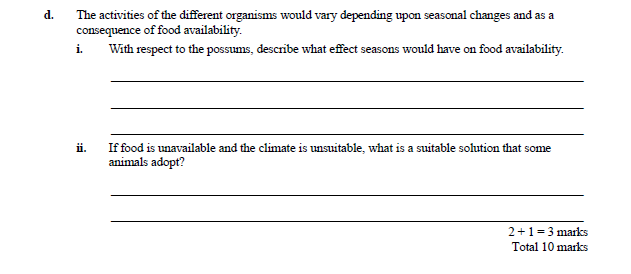 d. The activities of the different organisms would vary depending upon seasonal changes and as a
consequence of food availability.
i. With respect to the possums, describe what effect seasons would have on food availability.
ii. If food is unavailable and the climate is unsuitable, what is a suitable solution that some
animals adopt?
2 + 1 = 3 marks
Total 10 marks